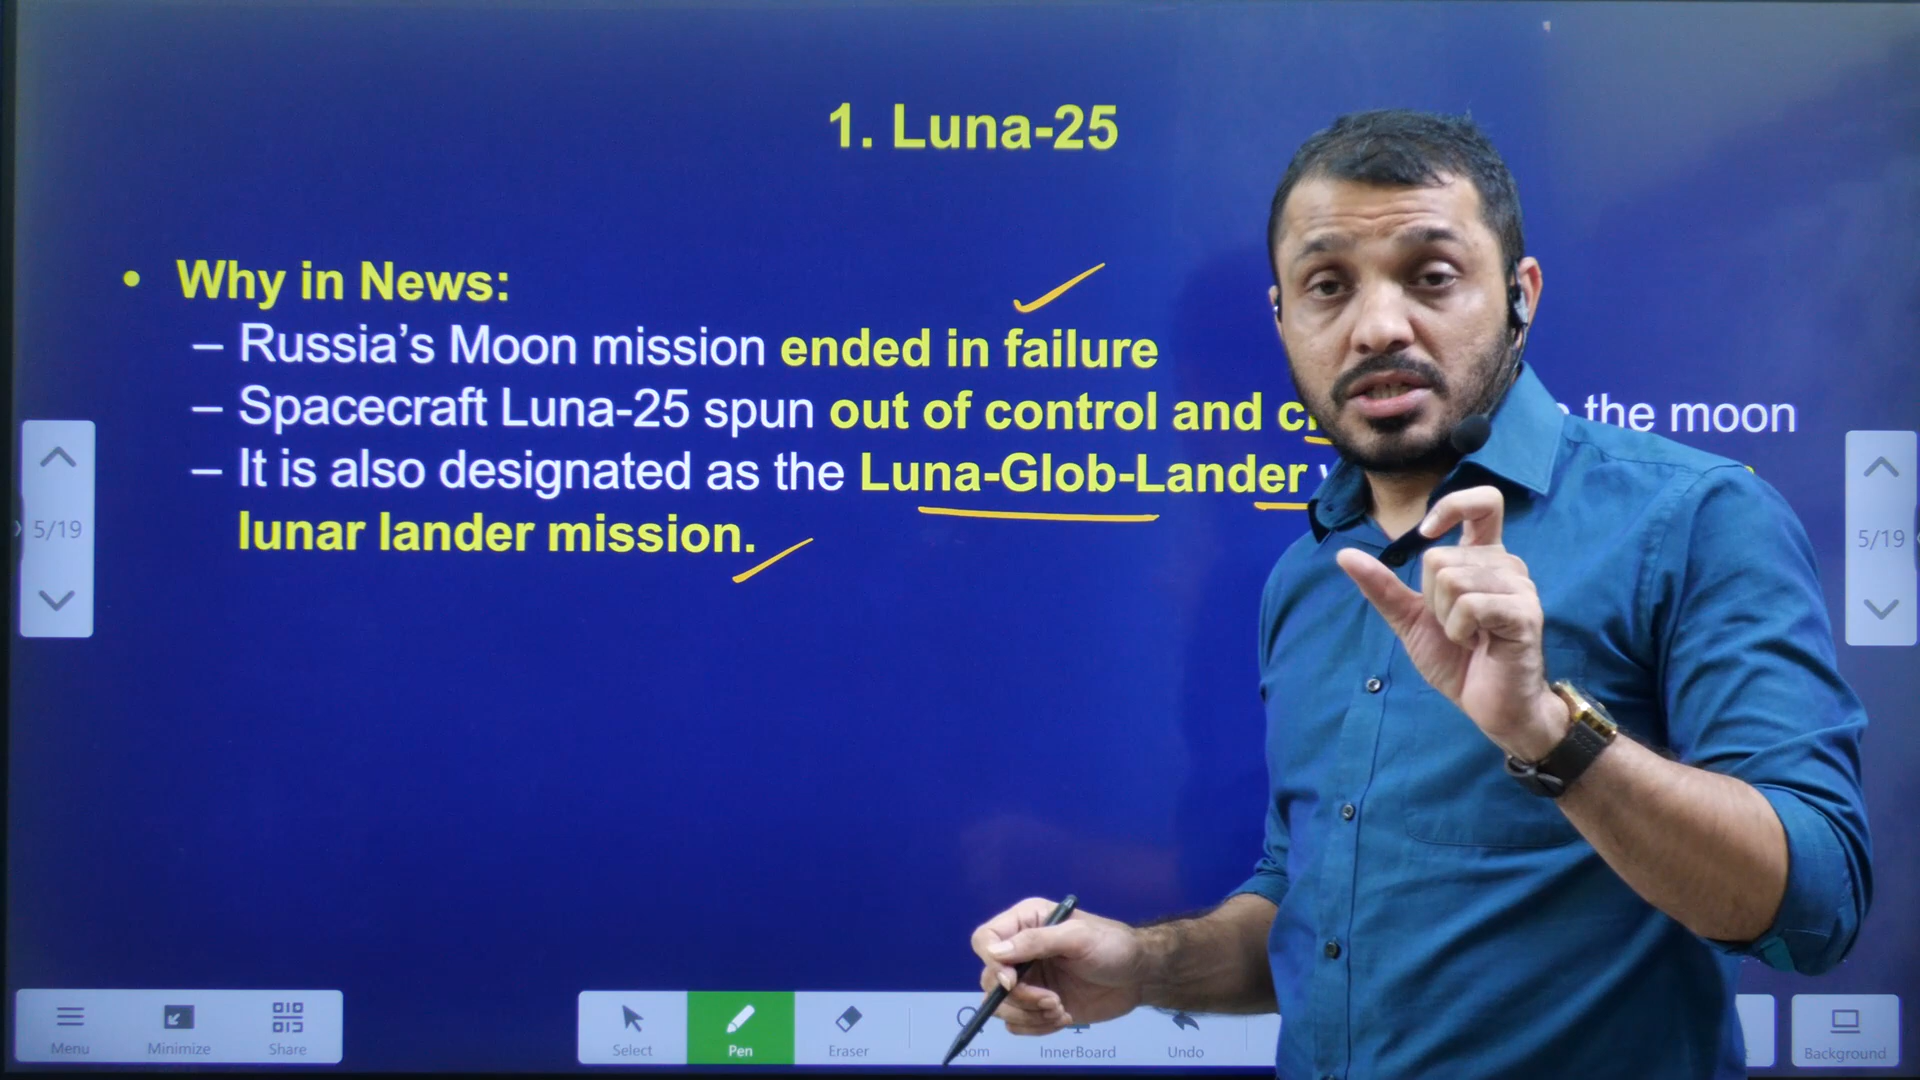 1. Luna-25
• Why in News:
– Russia’s Moon mission ended in failure
– Spacecraft Luna-25 spun out of control and the moon
– It is also designated as the Luna-Glob-Lander
lunar lander mission.
5/19
5/19
Menu Minimize Share Select Pen Eraser InnerBoard Undo Background